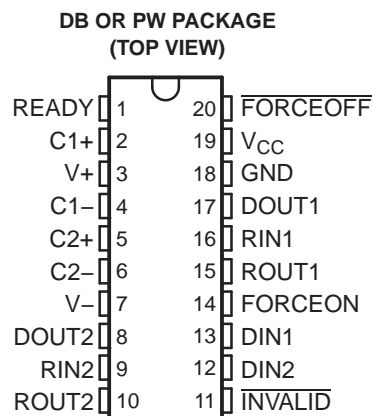 DB OR PW PACKAGE
(TOP VIEW)
READY 1 20 FORCEOFF
C1+ 2 19 VCC
V+ 3 18 GND
C1− 4 17 DOUT1
C2+ 5 16 RIN1
C2− 6 15 ROUT1
V− 7 14 FORCEON
DOUT2 8 13 DIN1
RIN2 9 12 DIN2
ROUT2 10 11 INVALID